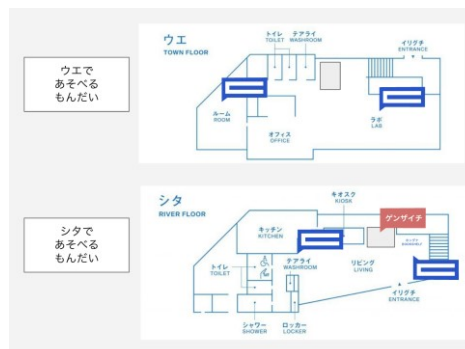 ウエで
あそべる
もんだい
ウエ
TOWN FLOOR
トイレ
TOILET
テアライ
WASHROOM
イリグチ
ENTRANCE
ルーム
ROOM
オフィス
OFFICE
ラボ
LAB
シタで
あそべる
もんだい
シタ
RIVER FLOOR
キオスク
KIOSK
ゲンザイチ
キッチン
KITCHEN
トイレ
TOILET
テアライ
WASHROOM
リビング
LIVING
イリグチ
ENTRANCE
シャワー
SHOWER
ロッカー
LOCKER